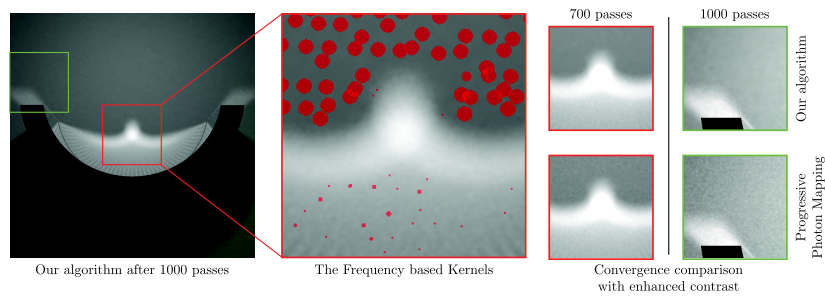 700 passes
1000 passes
Our algorithm
Progressive
Photon Mapping
Our algorithm after 1000 passes
The Frequency based Kernels
Convergence comparison
with enhanced contrast